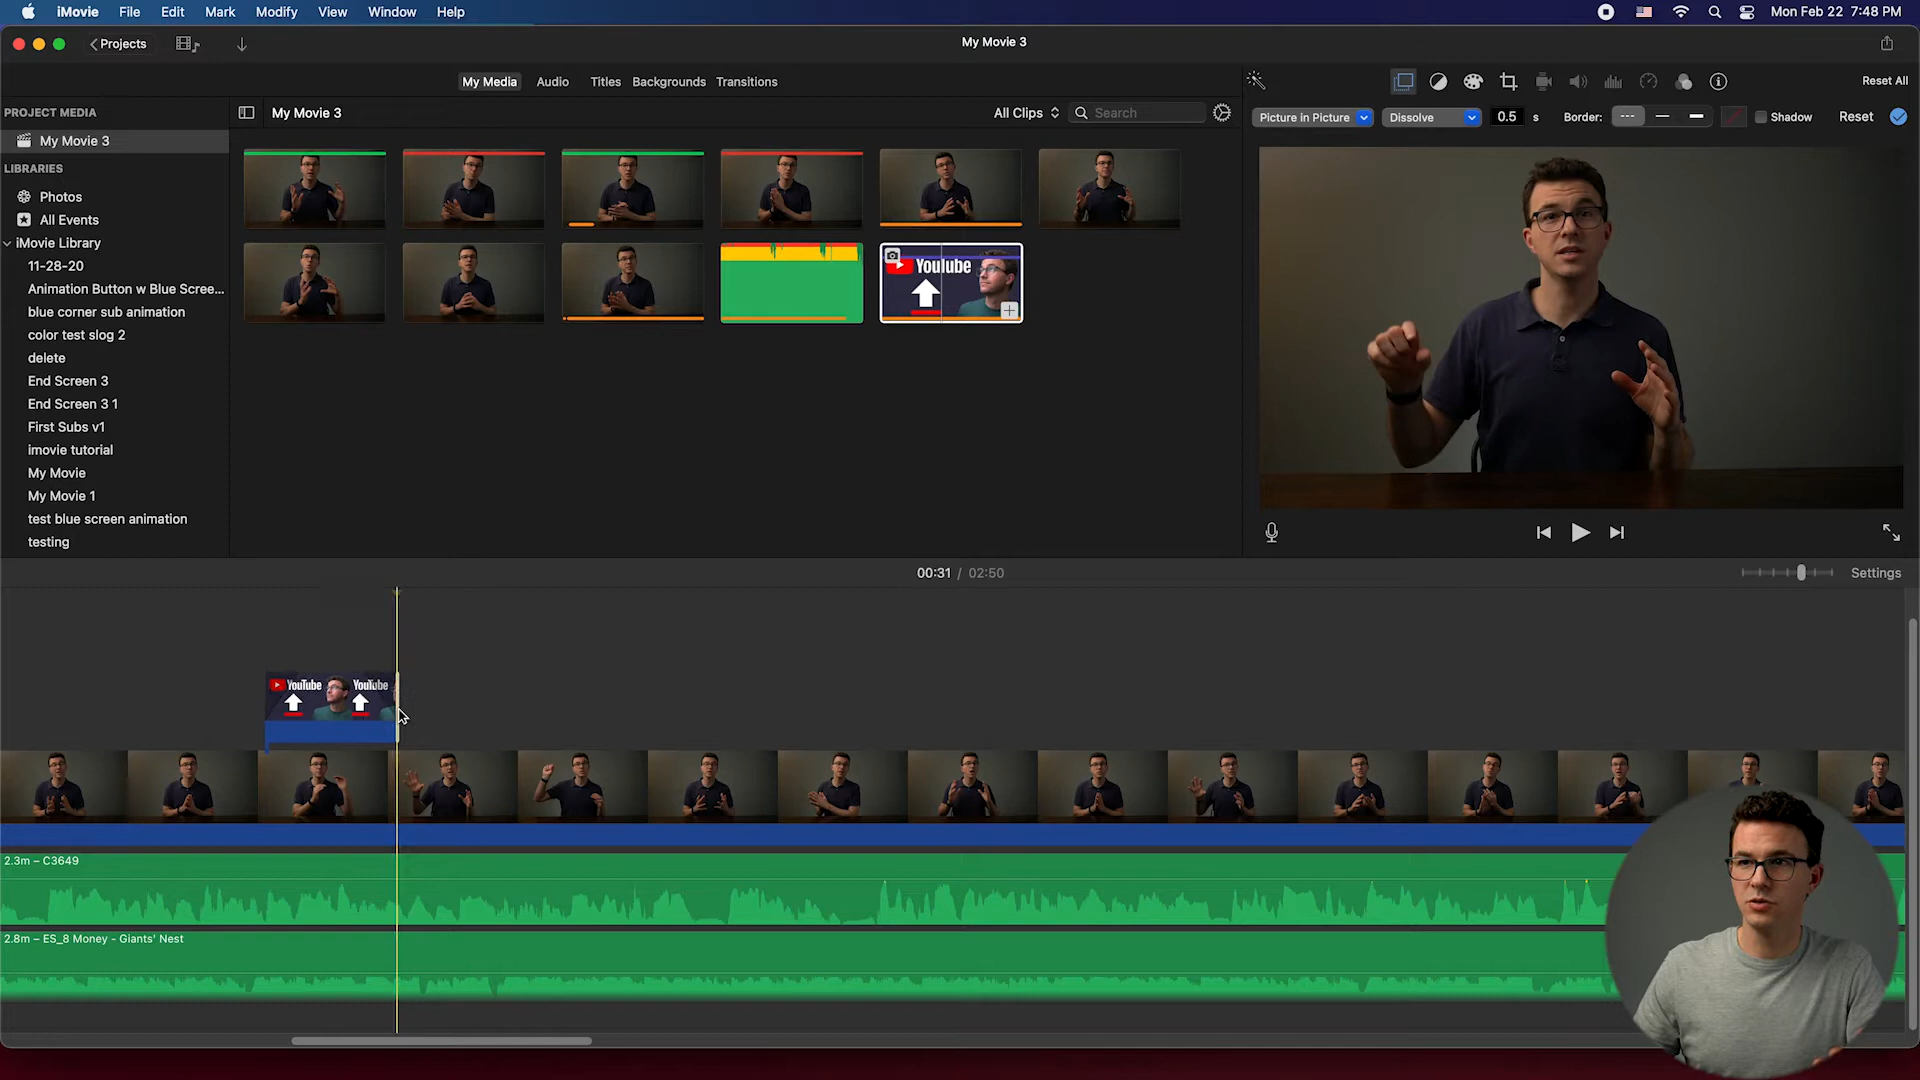 iMovie File Edit Mark Modify View Window Help
Mon Feb 22 7:48 PM
Projects
My Movie 3
My Media Audio Titles Backgrounds Transitions
Reset All
PROJECT MEDIA
My Movie 3
All Clips
Search
Picture in Picture
Dissolve
0.5 s
Border:
Shadow
Reset
My Movie 3
LIBRARIES
Photos
All Events
iMovie Library
11-28-20
Animation Button w Blue Scree...
blue corner sub animation
color test slog 2
delete
End Screen 3
End Screen 3 1
First Subs v1
imovie tutorial
My Movie
My Movie 1
test blue screen animation
testing
YouTube
00:31 / 02:50
Settings
YouTube YouTube
2.3m – C3649
2.8m – ES_8 Money - Giants' Nest